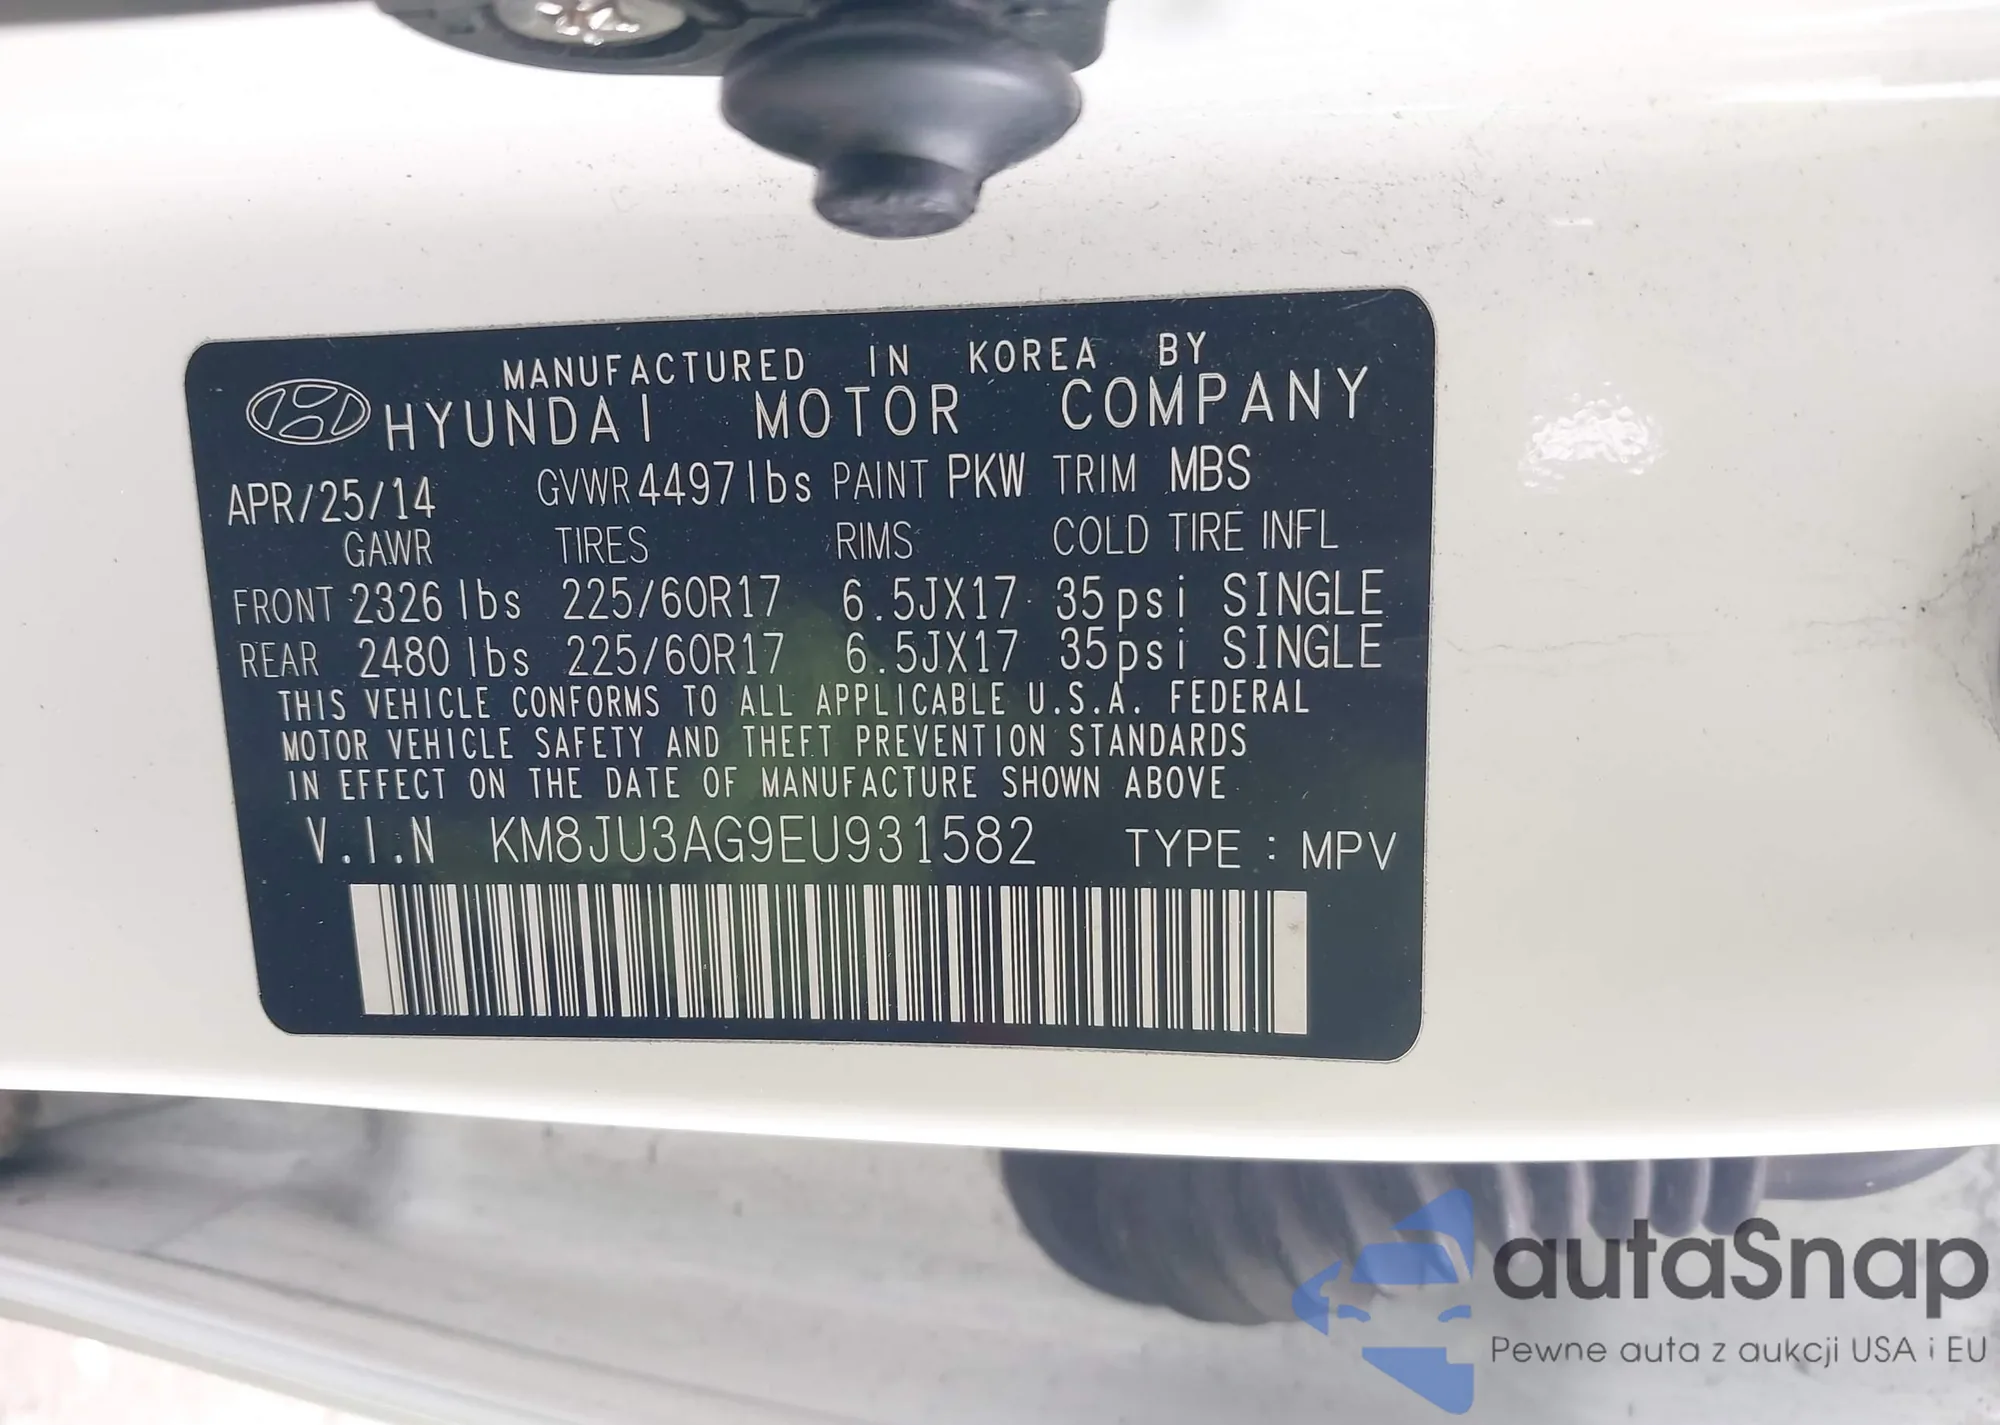 MANUFACTURED IN KOREA BY
HYUNDAI MOTOR COMPANY
APR/25/14 GVWR 4497 lbs PAINT PKW TRIM MBS
GAWR TIRES RIMS COLD TIRE INFL
FRONT 2326 lbs 225/60R17 6.5JX17 35psi SINGLE
REAR 2480 lbs 225/60R17 6.5JX17 35psi SINGLE
THIS VEHICLE CONFORMS TO ALL APPLICABLE U.S.A. FEDERAL
MOTOR VEHICLE SAFETY AND THEFT PREVENTION STANDARDS
IN EFFECT ON THE DATE OF MANUFACTURE SHOWN ABOVE
V.I.N KM8JU3AG9EU931582 TYPE : MPV
autaSnap
Pewne auta z aukcji USA i EU